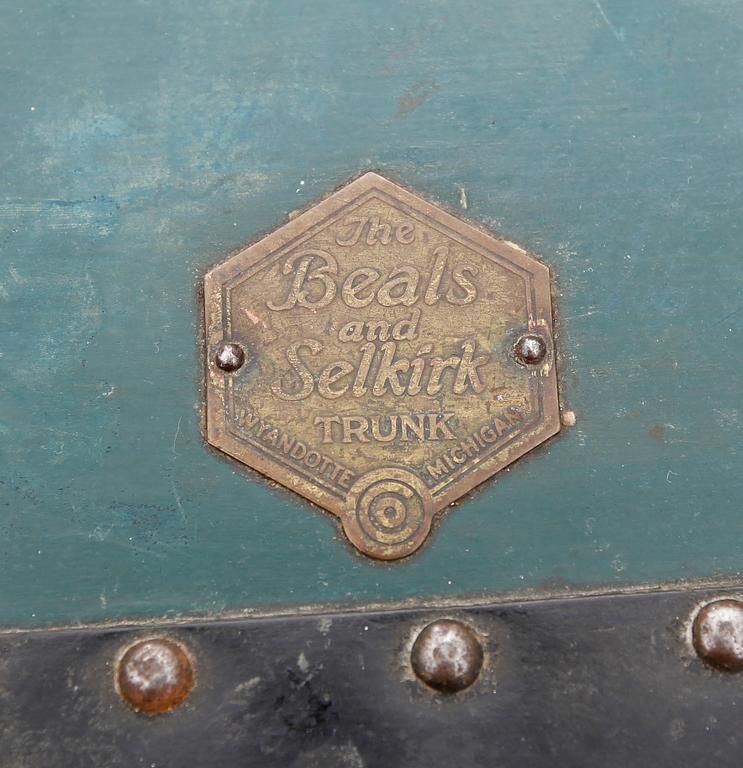 The
Beals
and
Selkirk
TRUNK
WYANDOTTE MICHIGAN